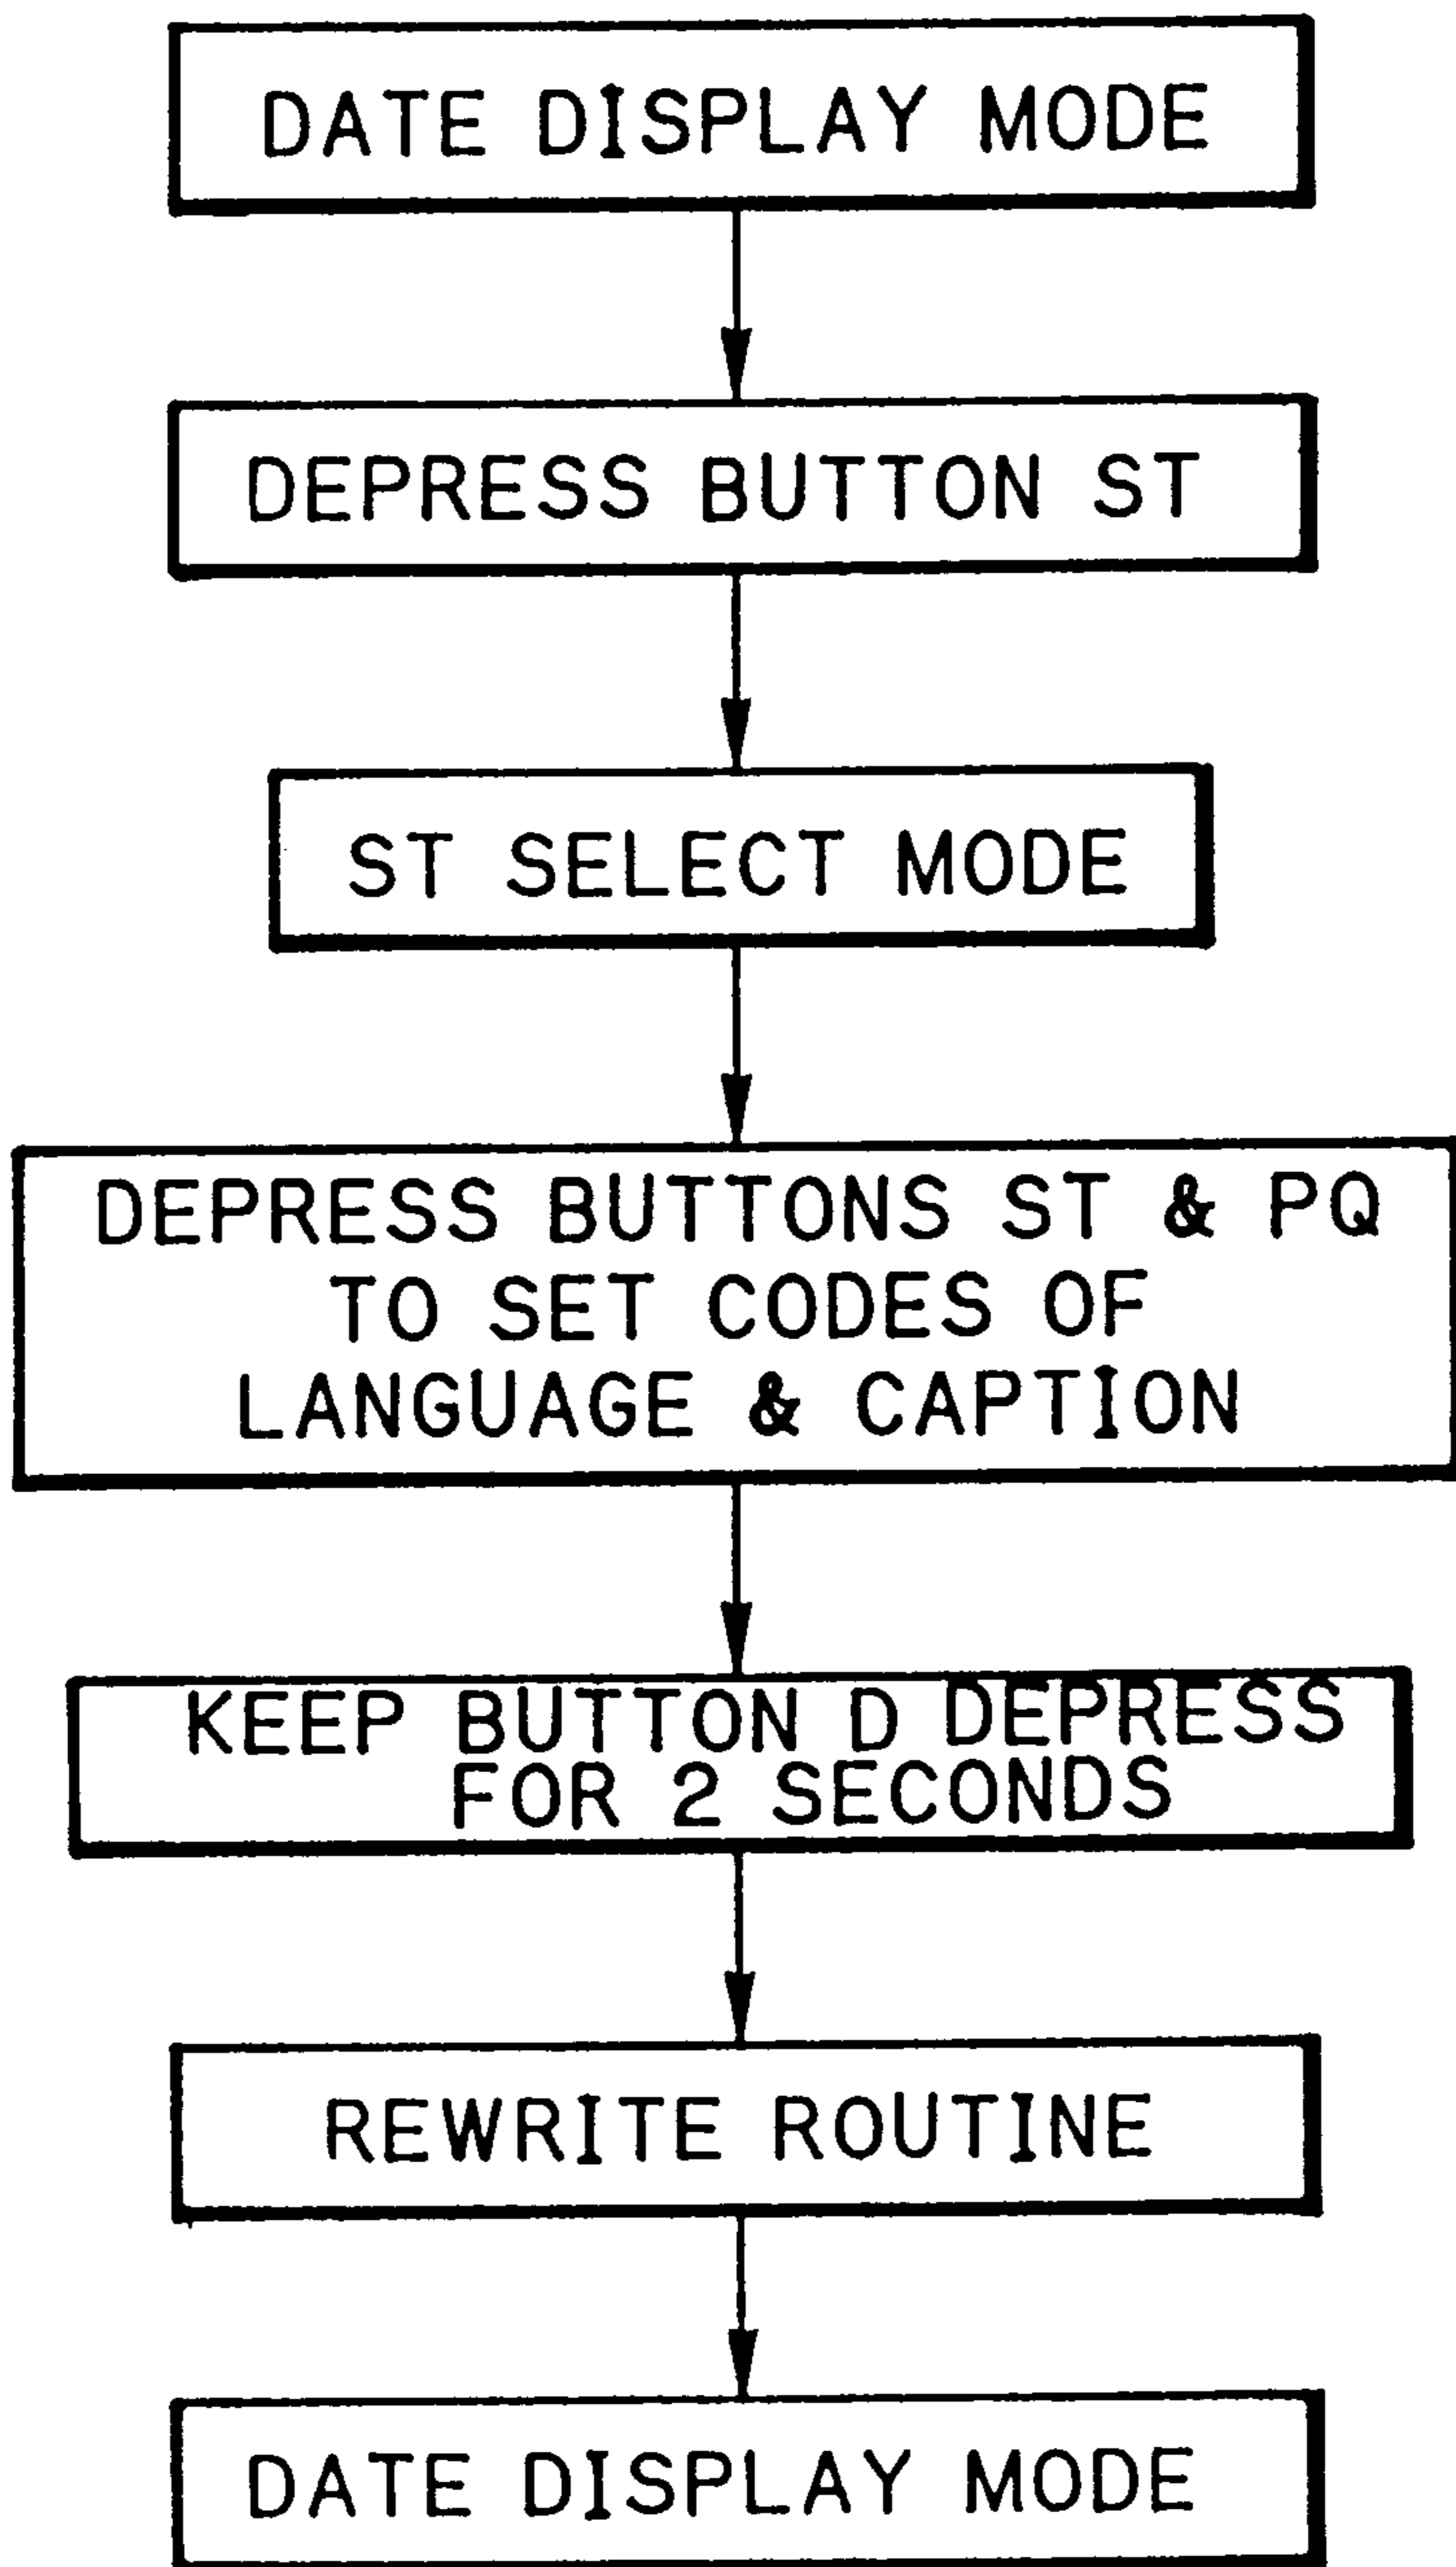 DATE DISPLAY MODE
DEPRESS BUTTON ST
ST SELECT MODE
DEPRESS BUTTONS ST & PQ
TO SET CODES OF
LANGUAGE & CAPTION
KEEP BUTTON D DEPRESS
FOR 2 SECONDS
REWRITE ROUTINE
DATE DISPLAY MODE